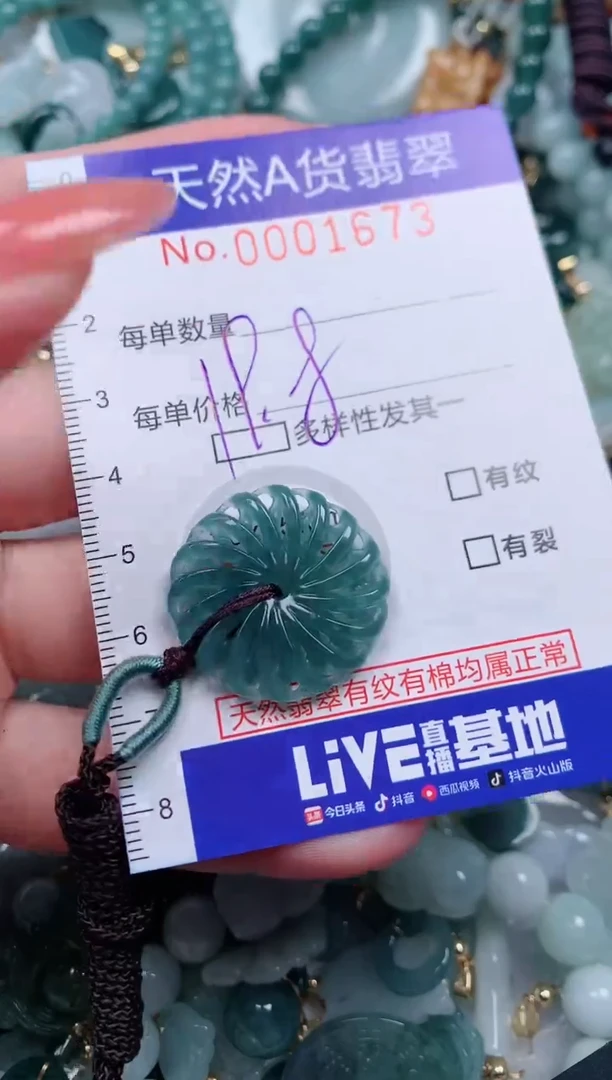 天然A货翡翠
No.0001673
2
每单数量
3
每单价格
多样性发其一
4
有纹
5
有裂
6
天然翡翠有纹有棉均属正常
LiVE直播基地
今日头条 抖音 西瓜视频 抖音火山版
8